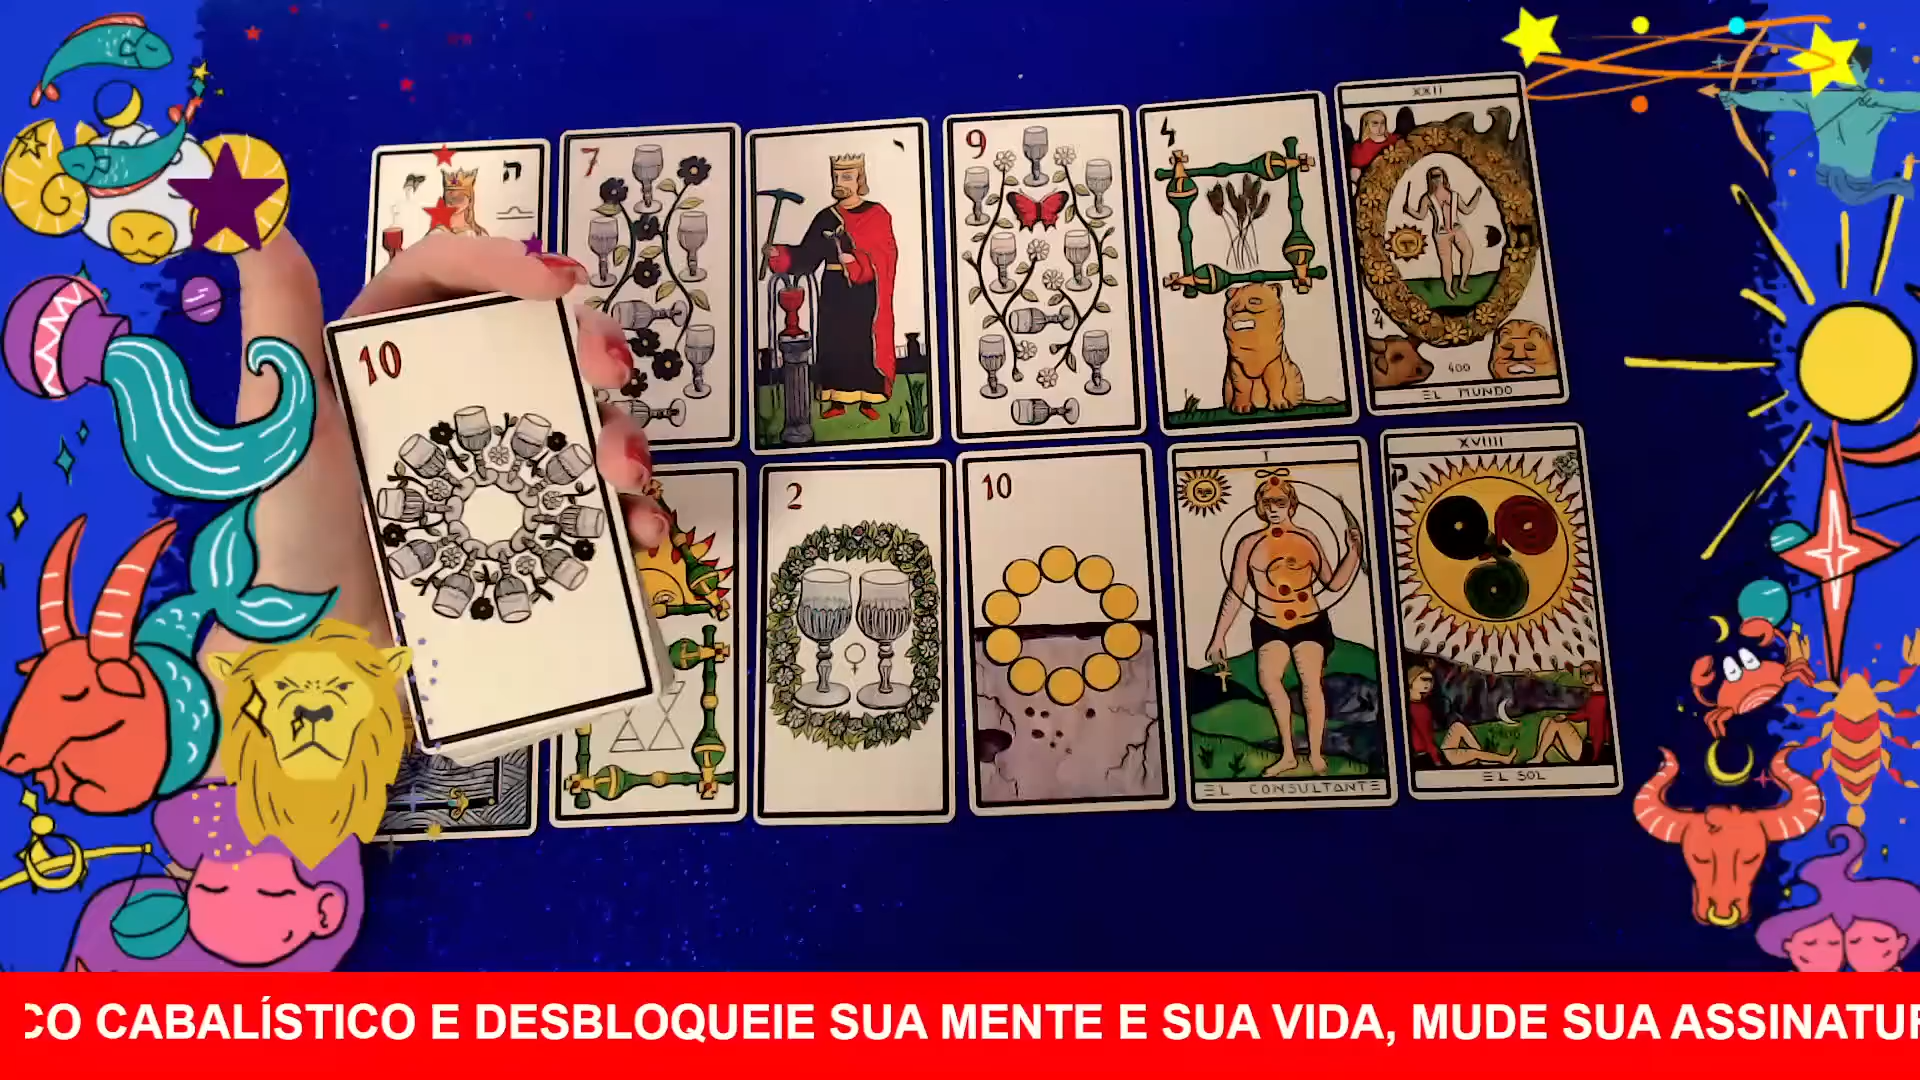 ה
7
י
9
XXII
400
EL MUNDO
10
2
10
I
EL CONSULTANTE
XVIIII
EL SOL
CO CABALÍSTICO E DESBLOQUEIE SUA MENTE E SUA VIDA, MUDE SUA ASSINATUR